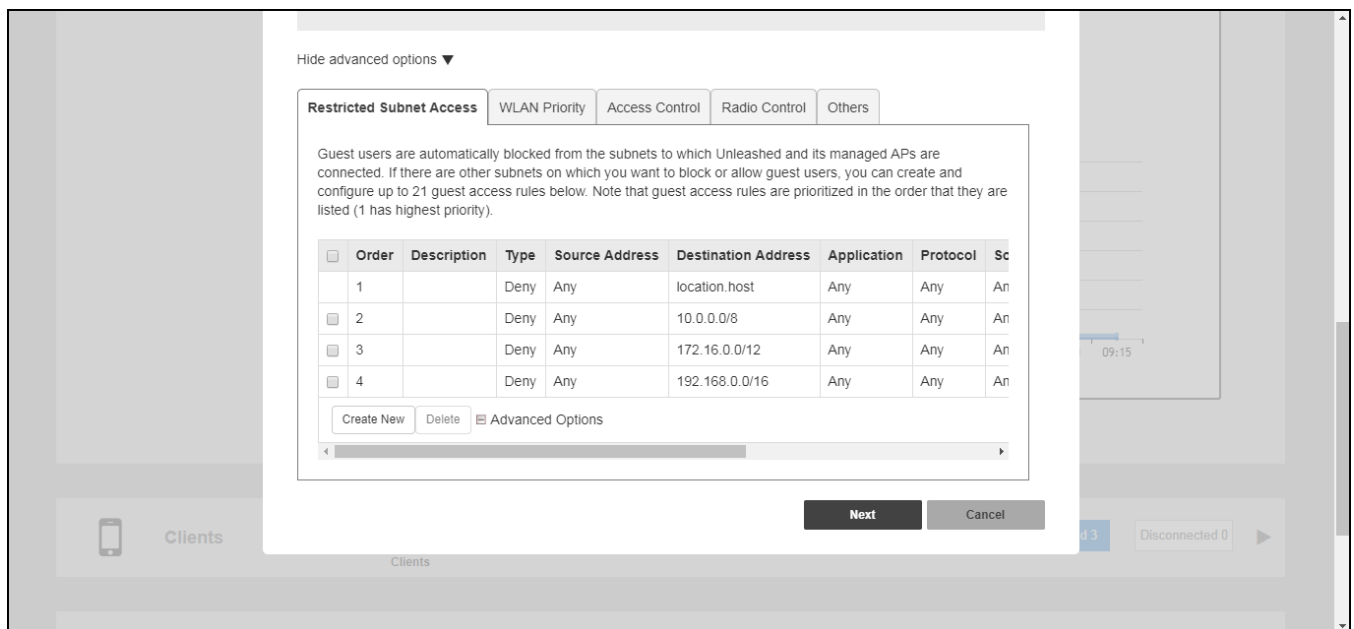 Hide advanced options ▼
Restricted Subnet Access WLAN Priority Access Control Radio Control Others
Guest users are automatically blocked from the subnets to which Unleashed and its managed APs are
connected. If there are other subnets on which you want to block or allow guest users, you can create and
configure up to 21 guest access rules below. Note that guest access rules are prioritized in the order that they are
listed (1 has highest priority).
Order Description Type Source Address Destination Address Application Protocol So
1 Deny Any location.host Any Any An
2 Deny Any 10.0.0.0/8 Any Any An
3 Deny Any 172.16.0.0/12 Any Any An
4 Deny Any 192.168.0.0/16 Any Any An
Create New Delete Advanced Options
09:15
Next Cancel
Clients d 3 Disconnected 0
Clients